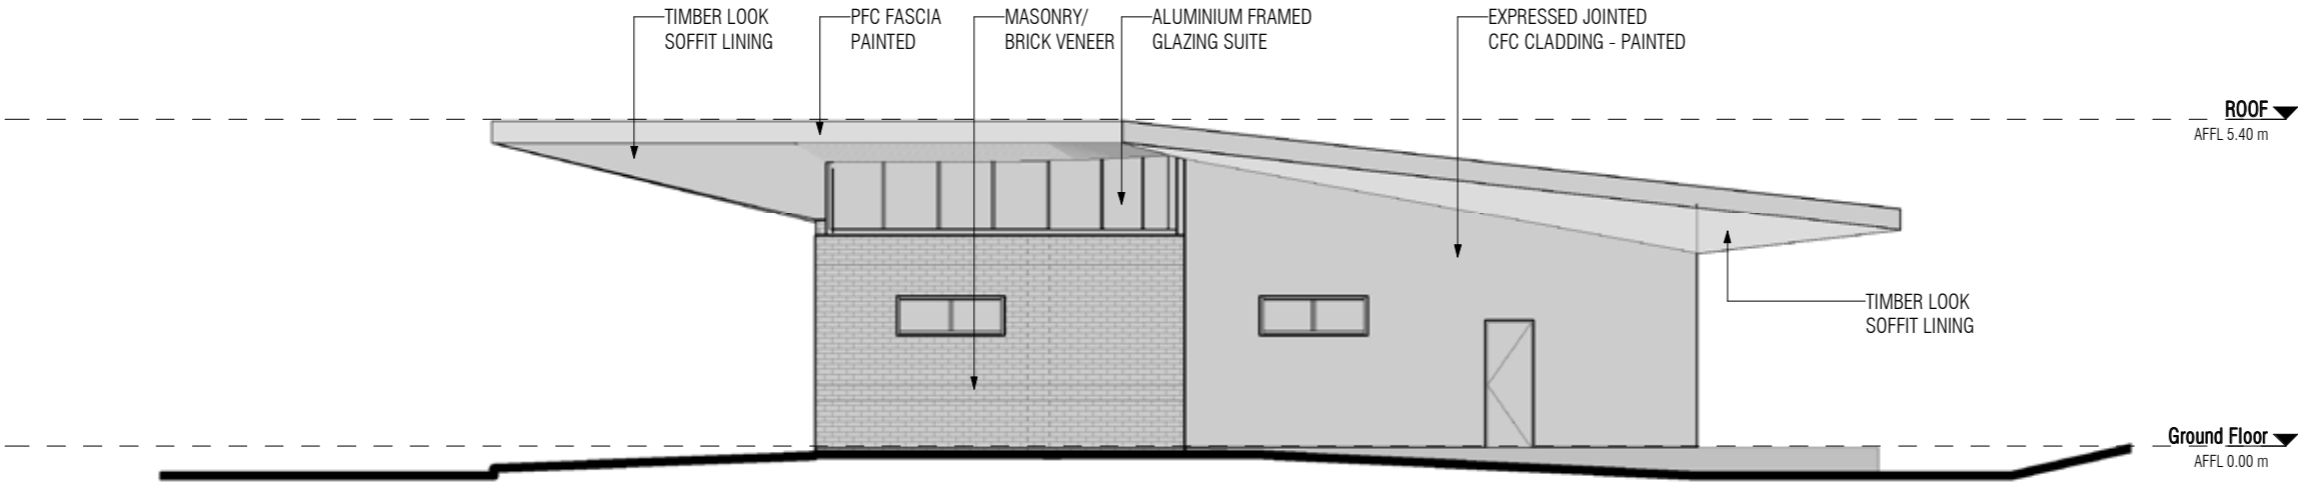 TIMBER LOOK
SOFFIT LINING
PFC FASCIA
PAINTED
MASONRY/
BRICK VENEER
ALUMINIUM FRAMED
GLAZING SUITE
EXPRESSED JOINTED
CFC CLADDING - PAINTED
ROOF
AFFL 5.40 m
TIMBER LOOK
SOFFIT LINING
Ground Floor
AFFL 0.00 m